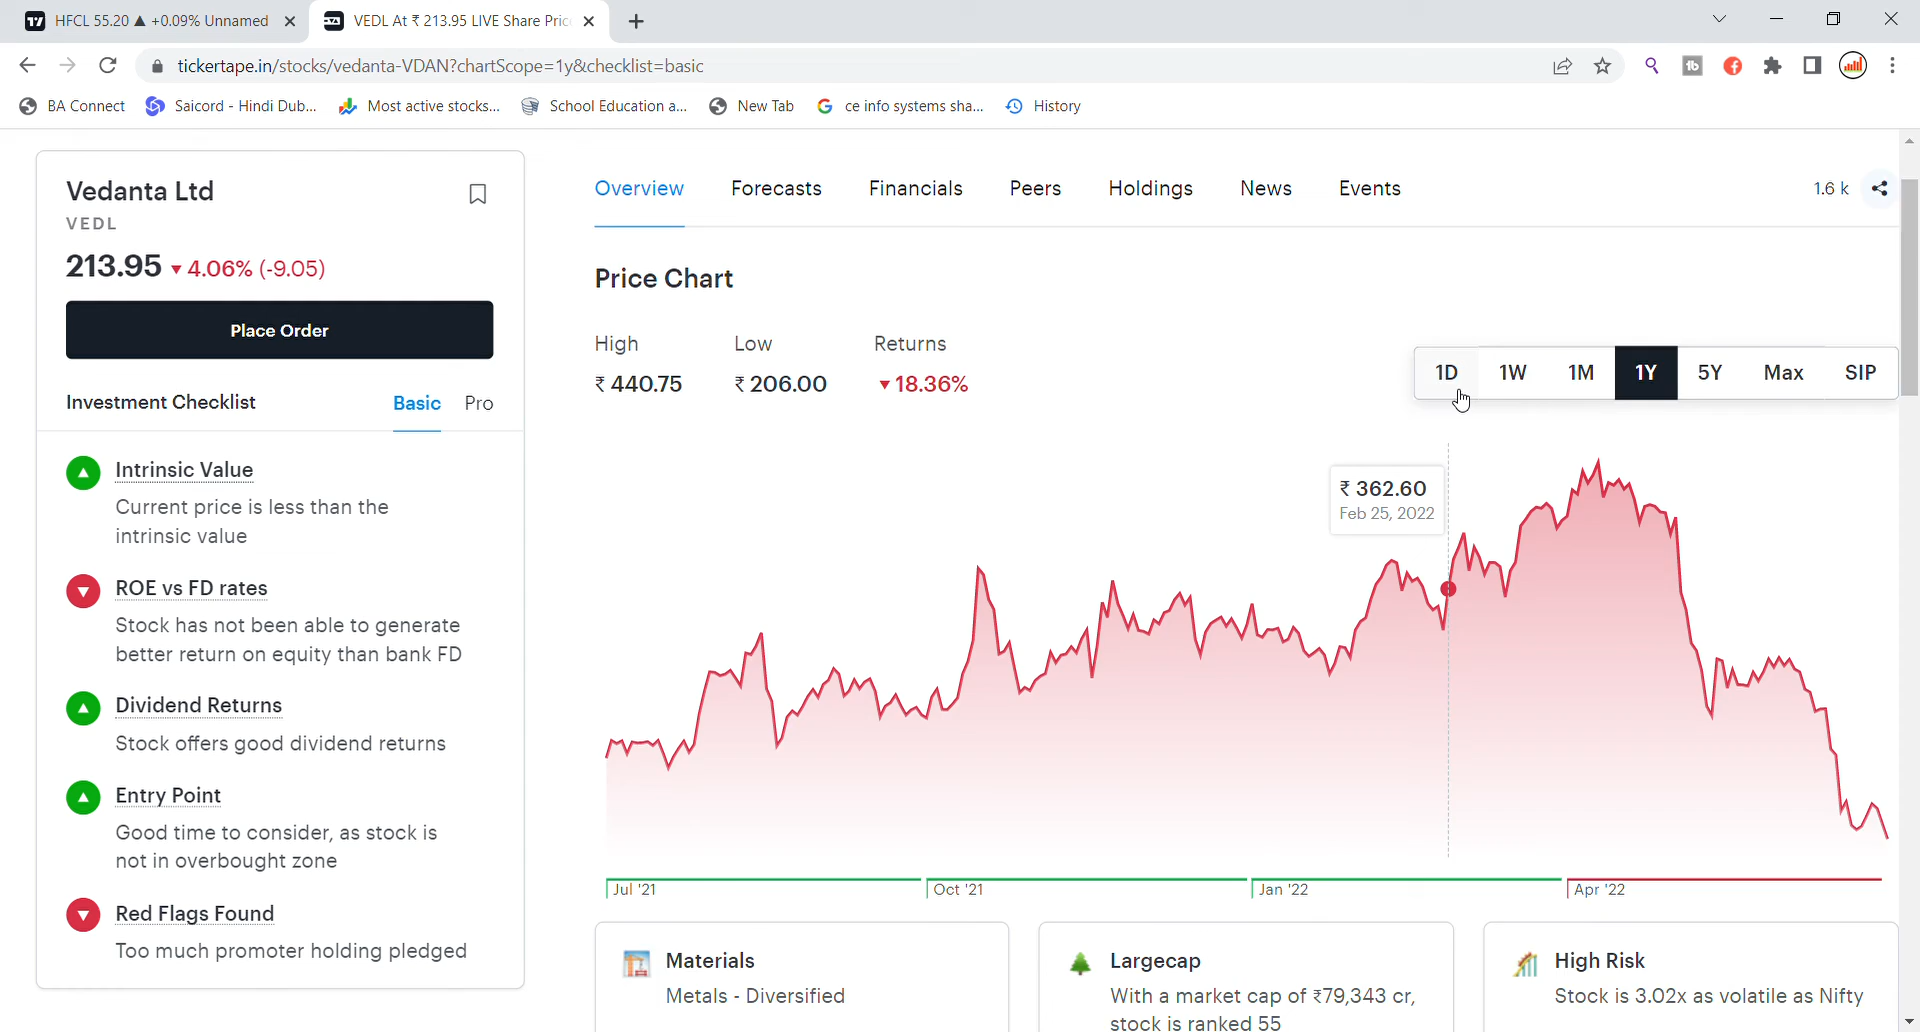 HFCL 55.20 ▲ +0.09% Unnamed
VEDL At ₹ 213.95 LIVE Share Pric
tickertape.in/stocks/vedanta-VDAN?chartScope=1y&checklist=basic
BA Connect
Saicord - Hindi Dub...
Most active stocks...
School Education a...
New Tab
ce info systems sha...
History
Vedanta Ltd
VEDL
213.95 ▼ 4.06% (-9.05)
Place Order
Investment Checklist
Basic Pro
Intrinsic Value
Current price is less than the
intrinsic value
ROE vs FD rates
Stock has not been able to generate
better return on equity than bank FD
Dividend Returns
Stock offers good dividend returns
Entry Point
Good time to consider, as stock is
not in overbought zone
Red Flags Found
Too much promoter holding pledged
Overview Forecasts Financials Peers Holdings News Events
1.6 k
Price Chart
High Low Returns
₹ 440.75 ₹ 206.00 ▼ 18.36%
1D 1W 1M 1Y 5Y Max SIP
₹ 362.60
Feb 25, 2022
Jul '21 Oct '21 Jan '22 Apr '22
Materials
Metals - Diversified
Largecap
With a market cap of ₹79,343 cr,
stock is ranked 55
High Risk
Stock is 3.02x as volatile as Nifty